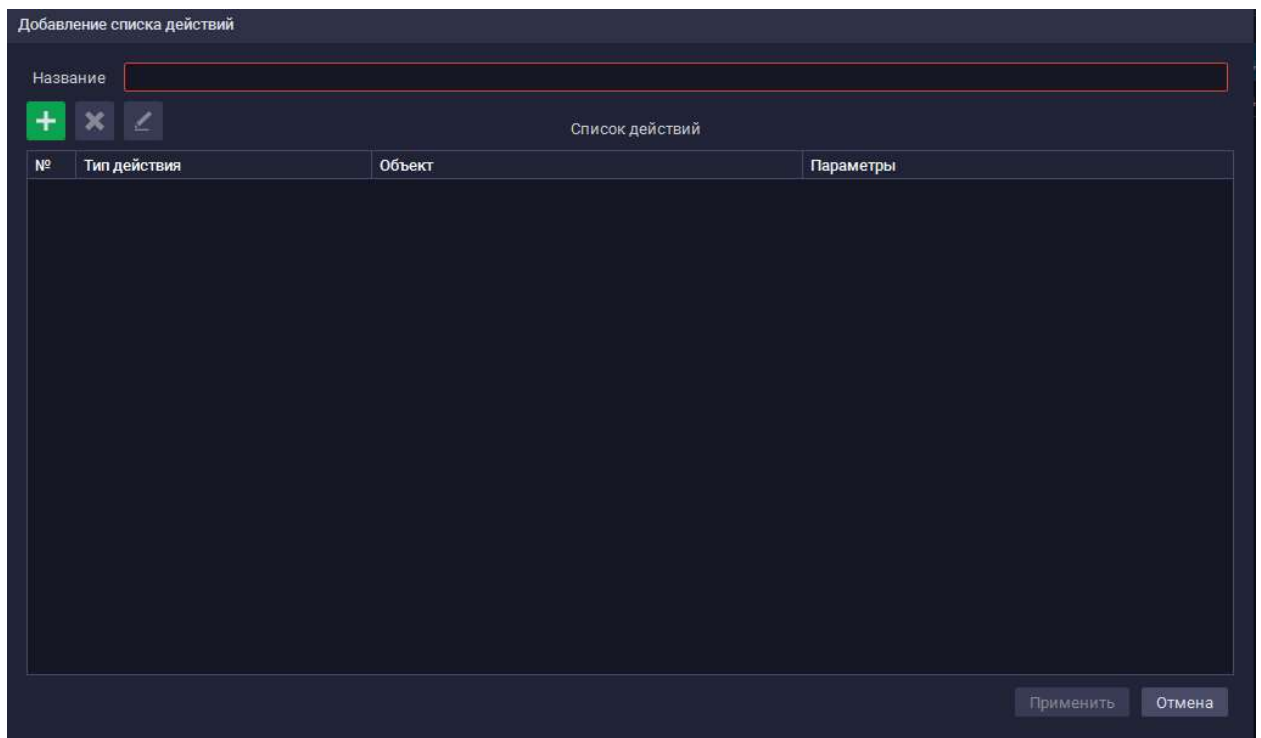 Добавление списка действий
Название
Список действий
№ Тип действия Объект Параметры
Применить Отмена